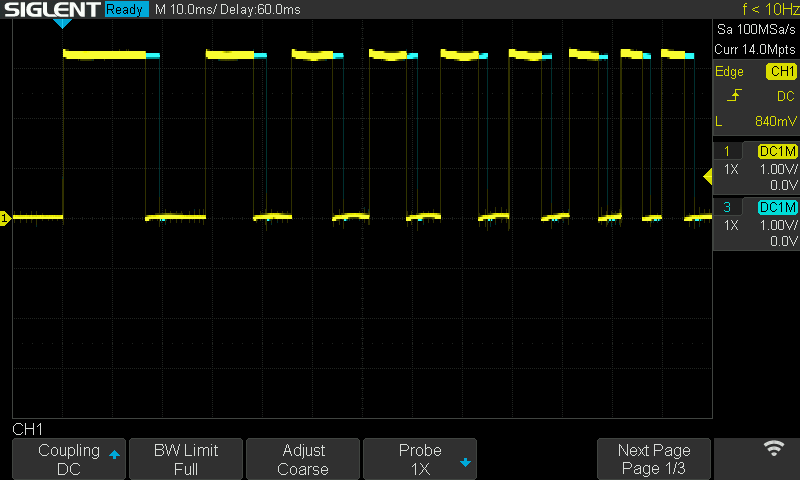 SIGLENT Ready M 10.0ms/ Delay:60.0ms f < 10Hz
Sa 100MSa/s
Curr 14.0Mpts
Edge CH1
DC
L 840mV
1 DC1M
1X 1.00V/
0.0V
3 DC1M
1X 1.00V/
0.0V
1
CH1
Coupling
DC
BW Limit
Full
Adjust
Coarse
Probe
1X
Next Page
Page 1/3